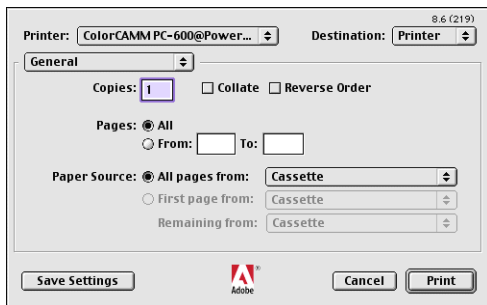 8.6 (219)
Printer: ColorCAMM PC-600@Power... Destination: Printer
General
Copies: 1 Collate Reverse Order
Pages: All
From: To:
Paper Source: All pages from: Cassette
First page from: Cassette
Remaining from: Cassette
Save Settings Adobe® Cancel Print